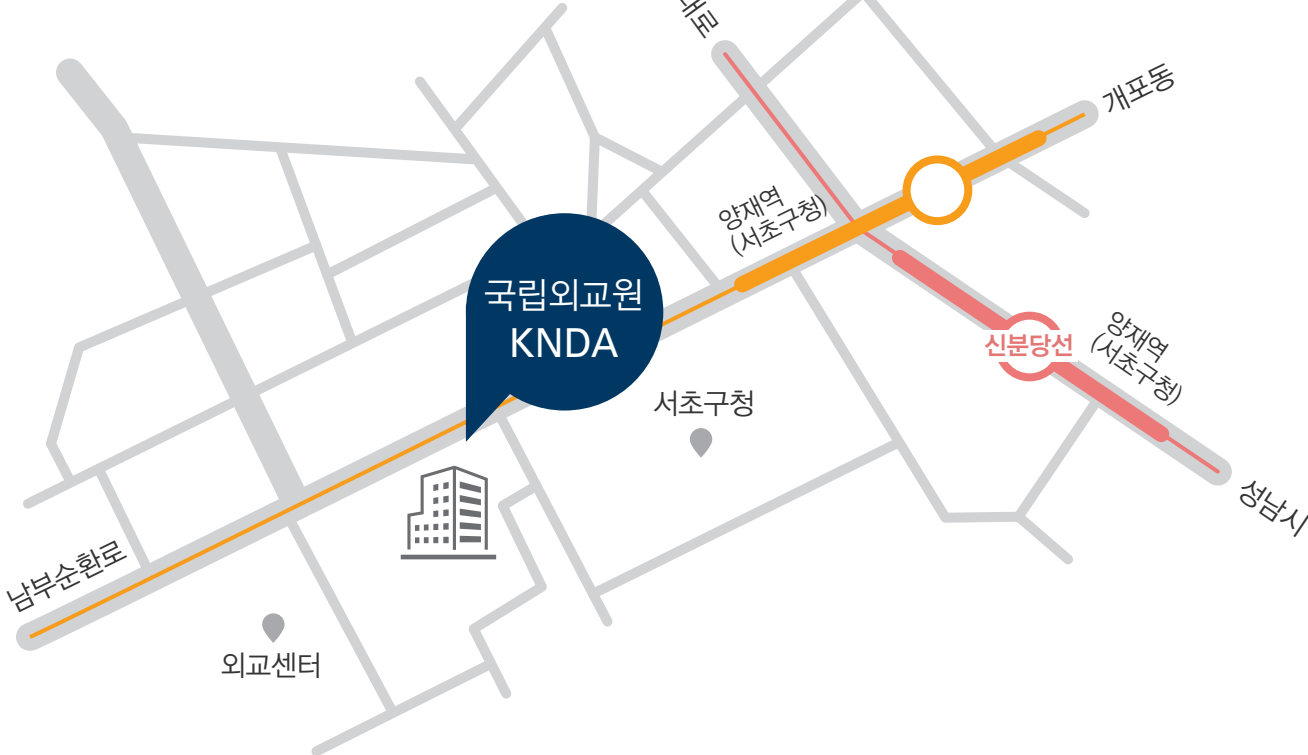 개포동
양재역
(서초구청)
국립외교원
KNDA
신분당선
양재역
(서초구청)
서초구청
성남시
남부순환로
외교센터